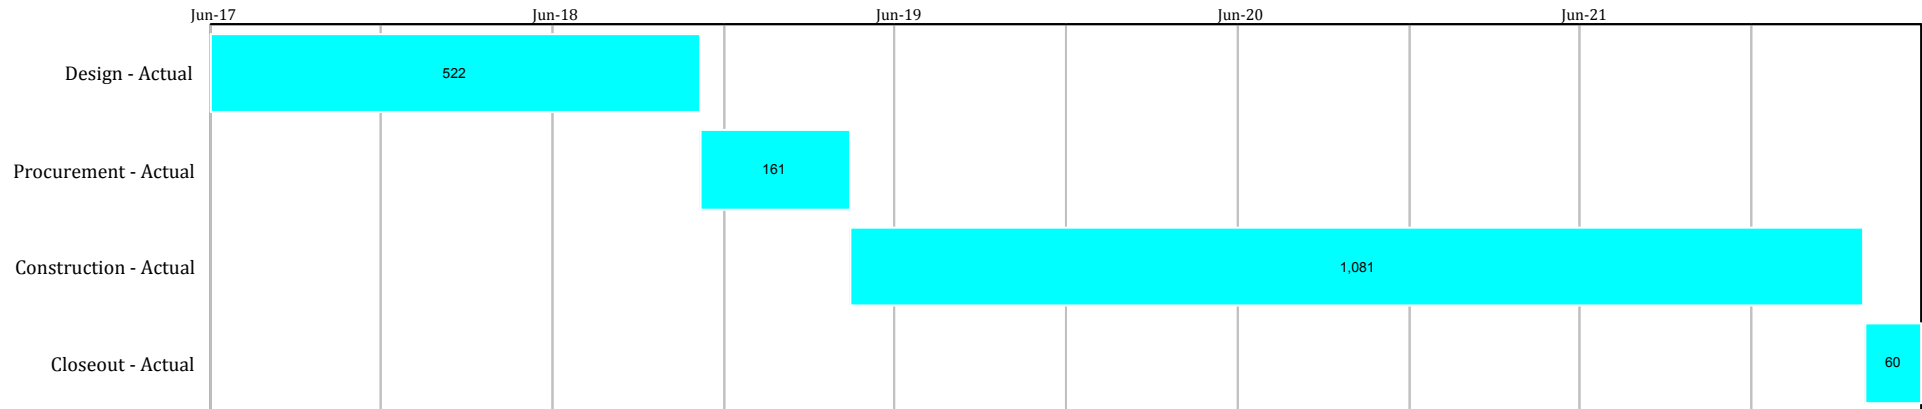 Jun-17 Jun-18 Jun-19 Jun-20 Jun-21
Design - Actual 522
Procurement - Actual 161
Construction - Actual 1,081
Closeout - Actual 60